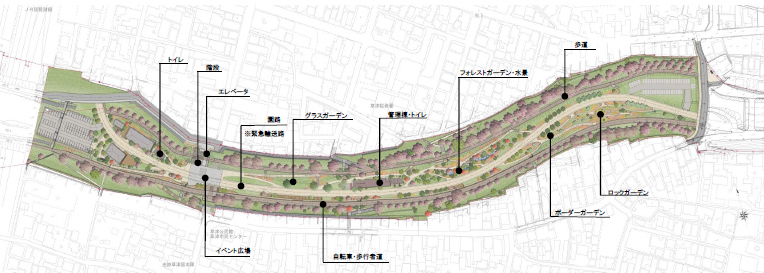 トイレ
階段
エレベータ
園路
※緊急輸送路
グラスガーデン
管理棟・トイレ
フォレストガーデン・水景
歩道
ロックガーデン
ボーダーガーデン
自転車・歩行者道
イベント広場